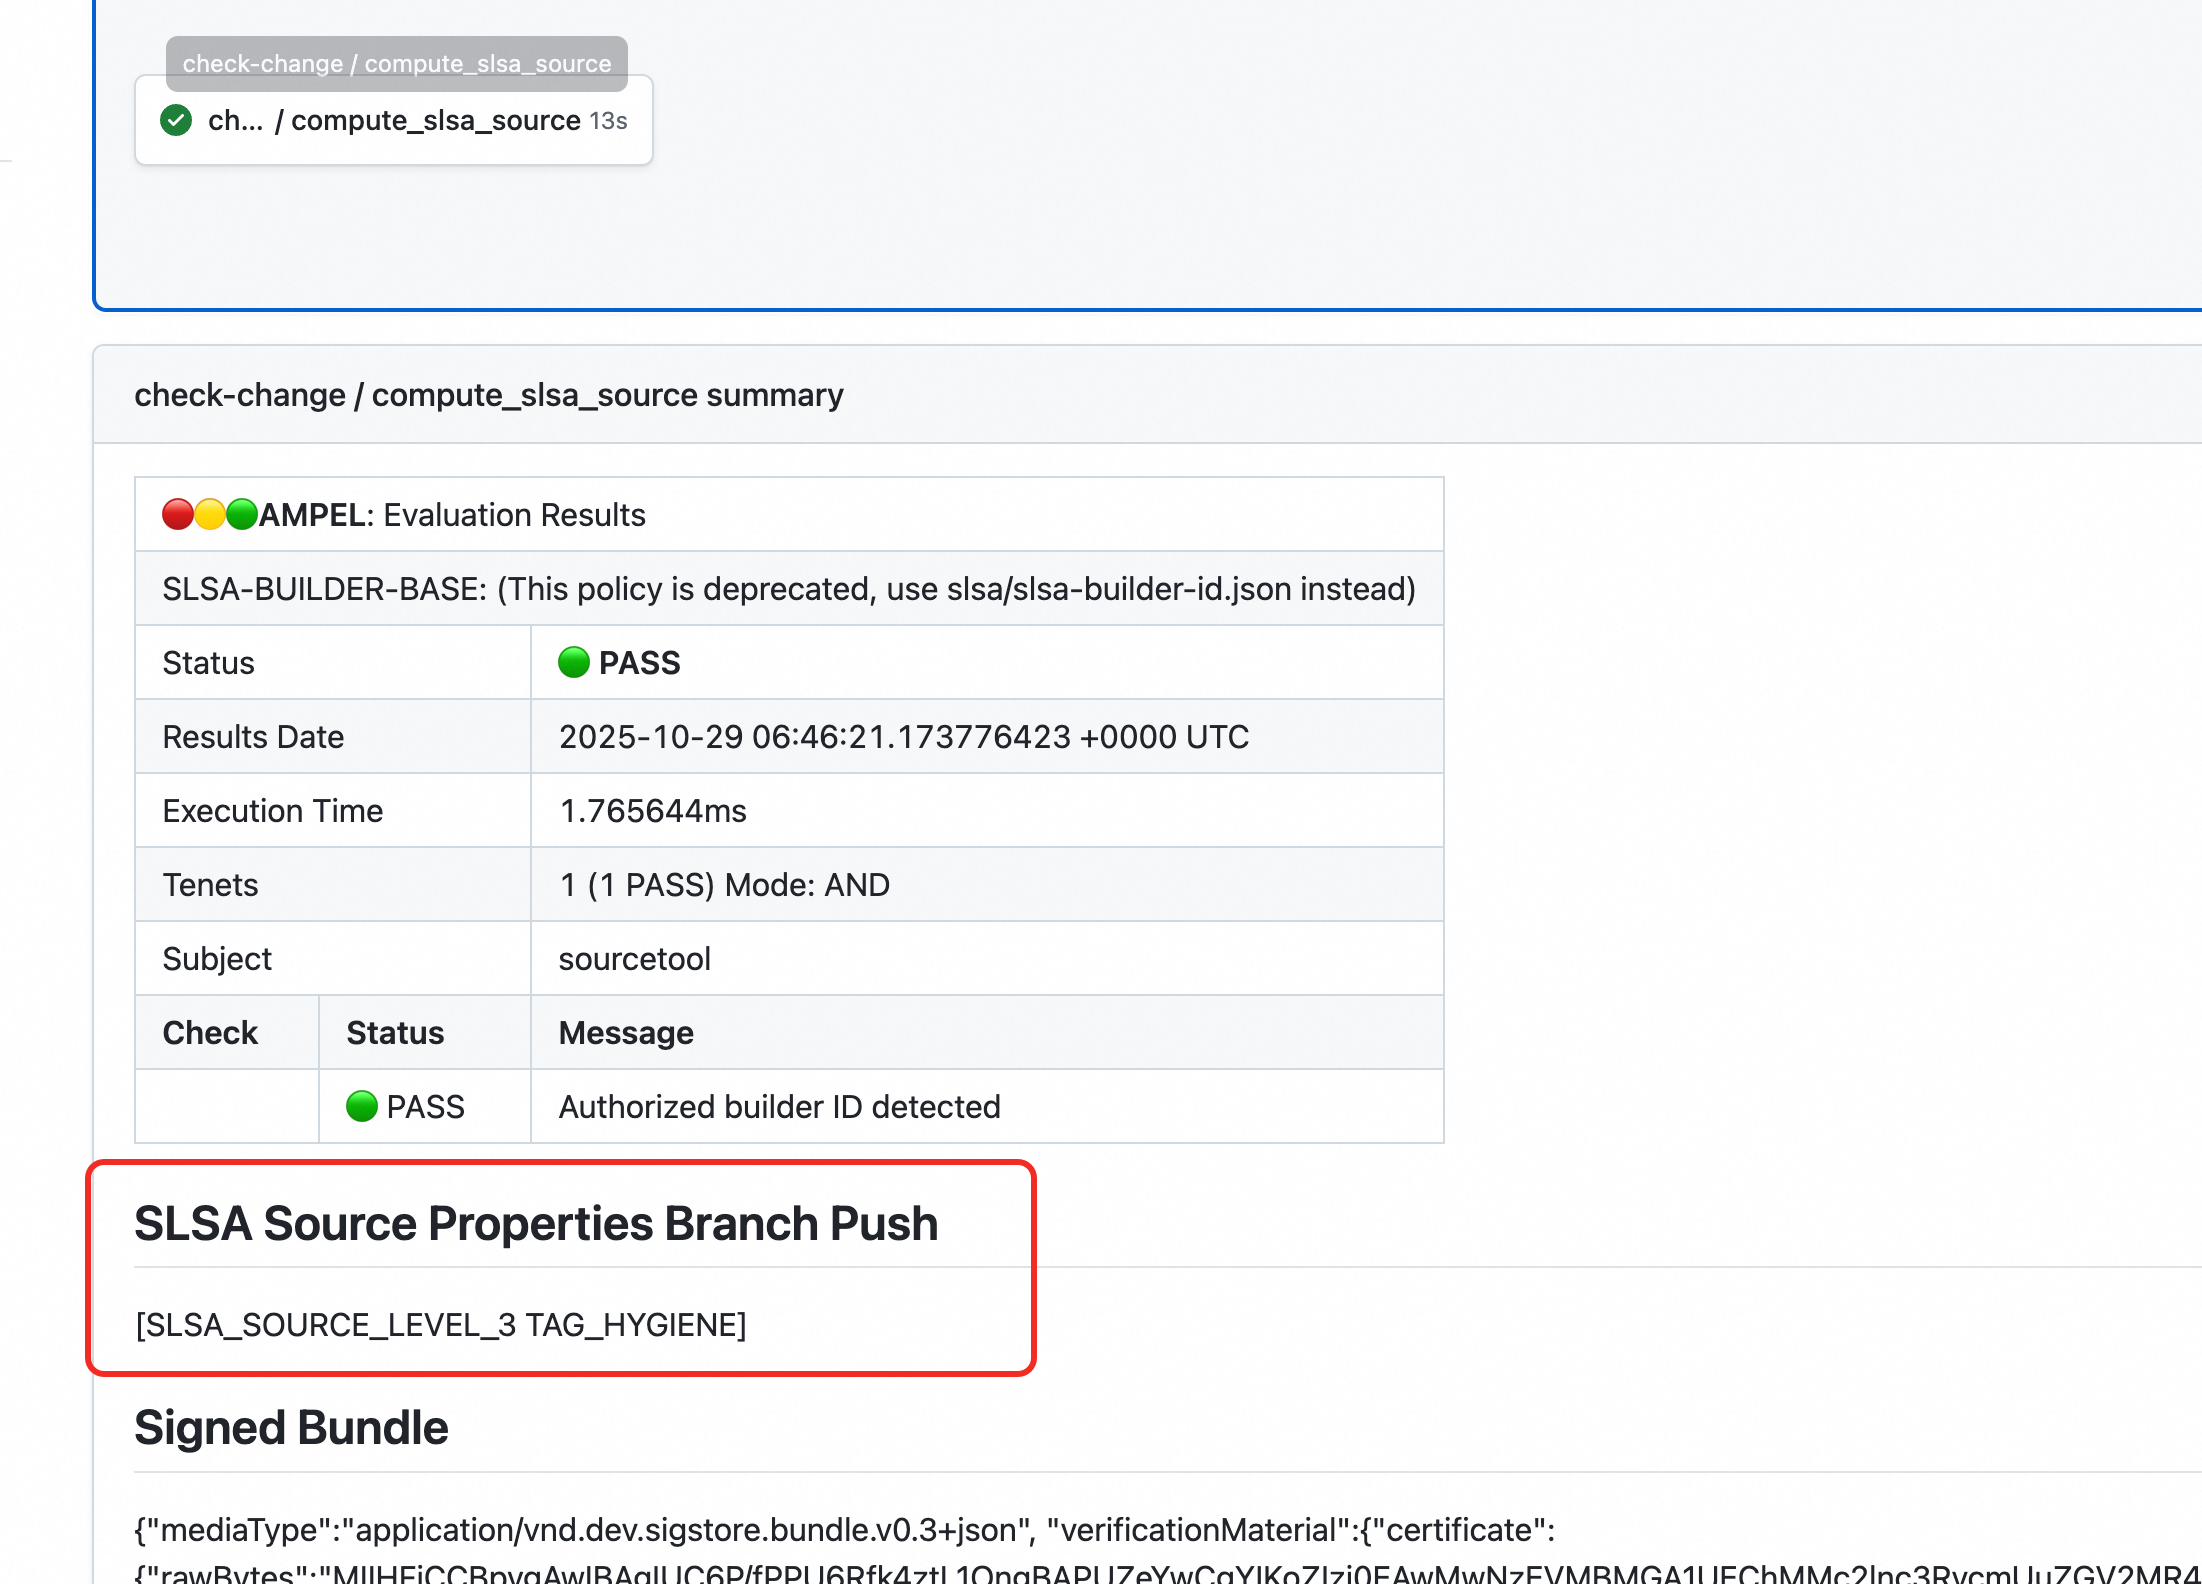 check-change / compute_slsa_source
ch... / compute_slsa_source 13s
check-change / compute_slsa_source summary
🔴🟡🟢AMPEL: Evaluation Results
SLSA-BUILDER-BASE: (This policy is deprecated, use slsa/slsa-builder-id.json instead)
Status 🟢 PASS
Results Date 2025-10-29 06:46:21.173776423 +0000 UTC
Execution Time 1.765644ms
Tenets 1 (1 PASS) Mode: AND
Subject sourcetool
Check Status Message
🟢 PASS Authorized builder ID detected
SLSA Source Properties Branch Push
[SLSA_SOURCE_LEVEL_3 TAG_HYGIENE]
Signed Bundle
{"mediaType":"application/vnd.dev.sigstore.bundle.v0.3+json", "verificationMaterial":{"certificate":
{"rawBytes":